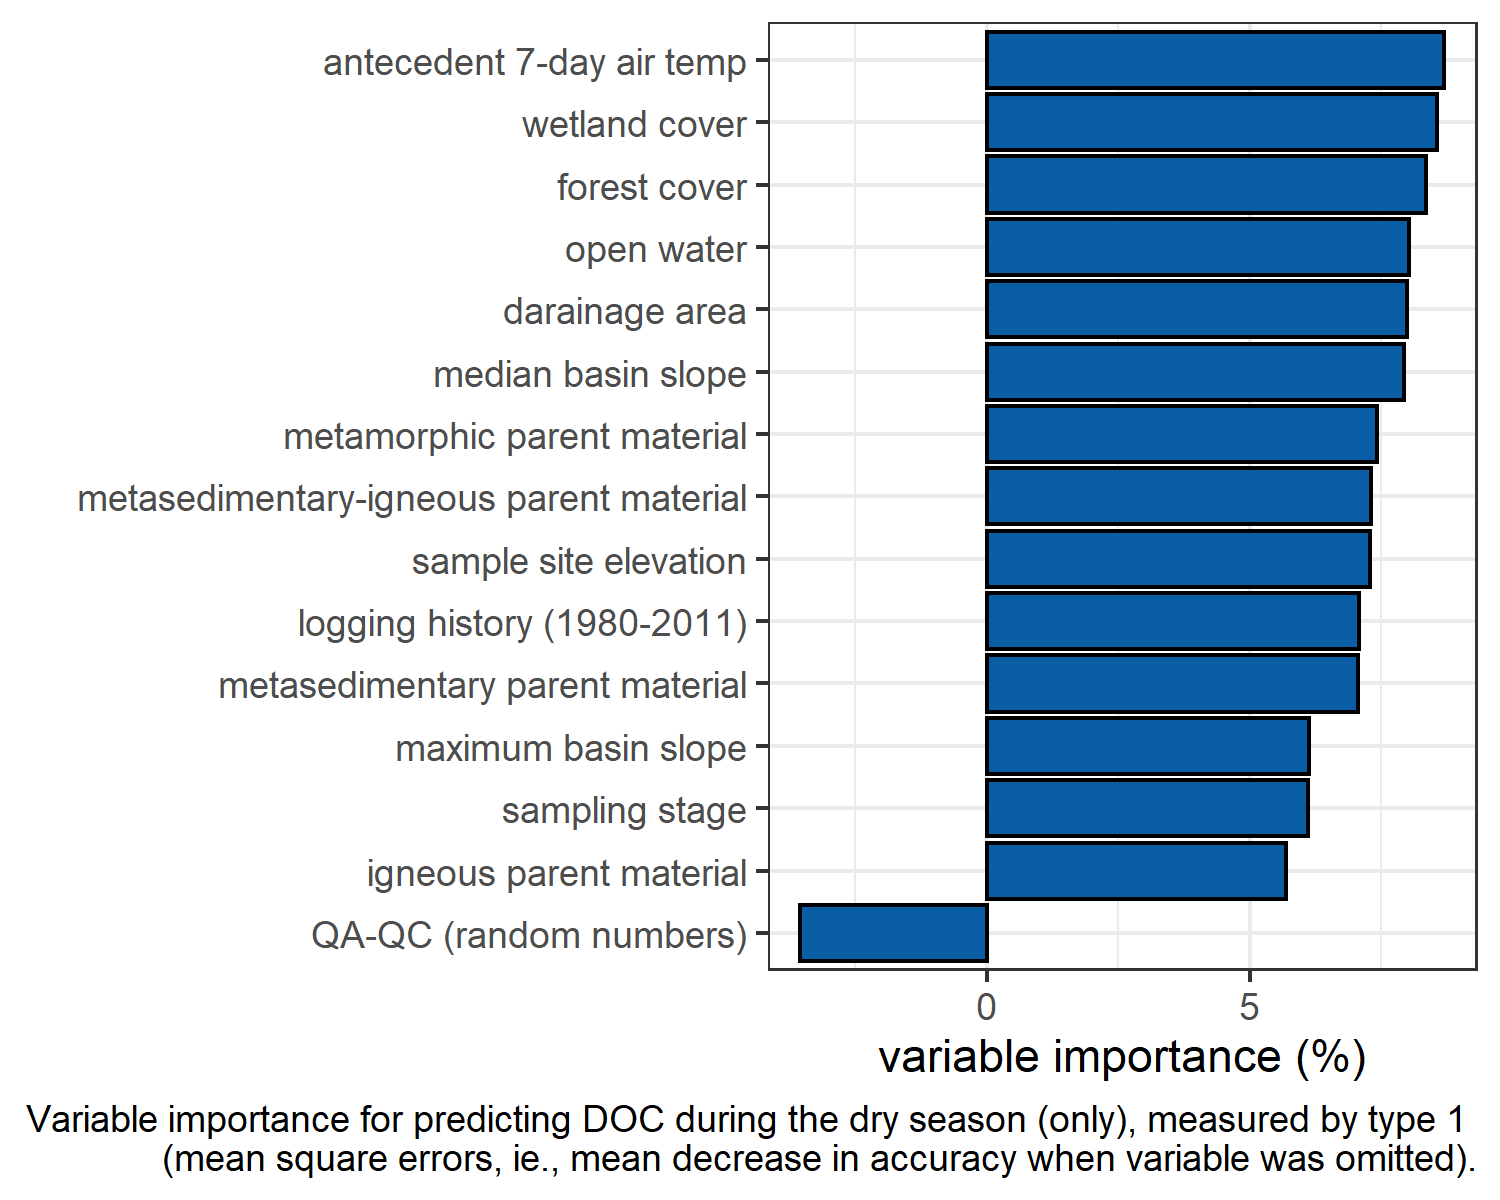 antecedent 7-day air temp
wetland cover
forest cover
open water
darainage area
median basin slope
metamorphic parent material
metasedimentary-igneous parent material
sample site elevation
logging history (1980-2011)
metasedimentary parent material
maximum basin slope
sampling stage
igneous parent material
QA-QC (random numbers)
0 5
variable importance (%)
Variable importance for predicting DOC during the dry season (only), measured by type 1
(mean square errors, ie., mean decrease in accuracy when variable was omitted).